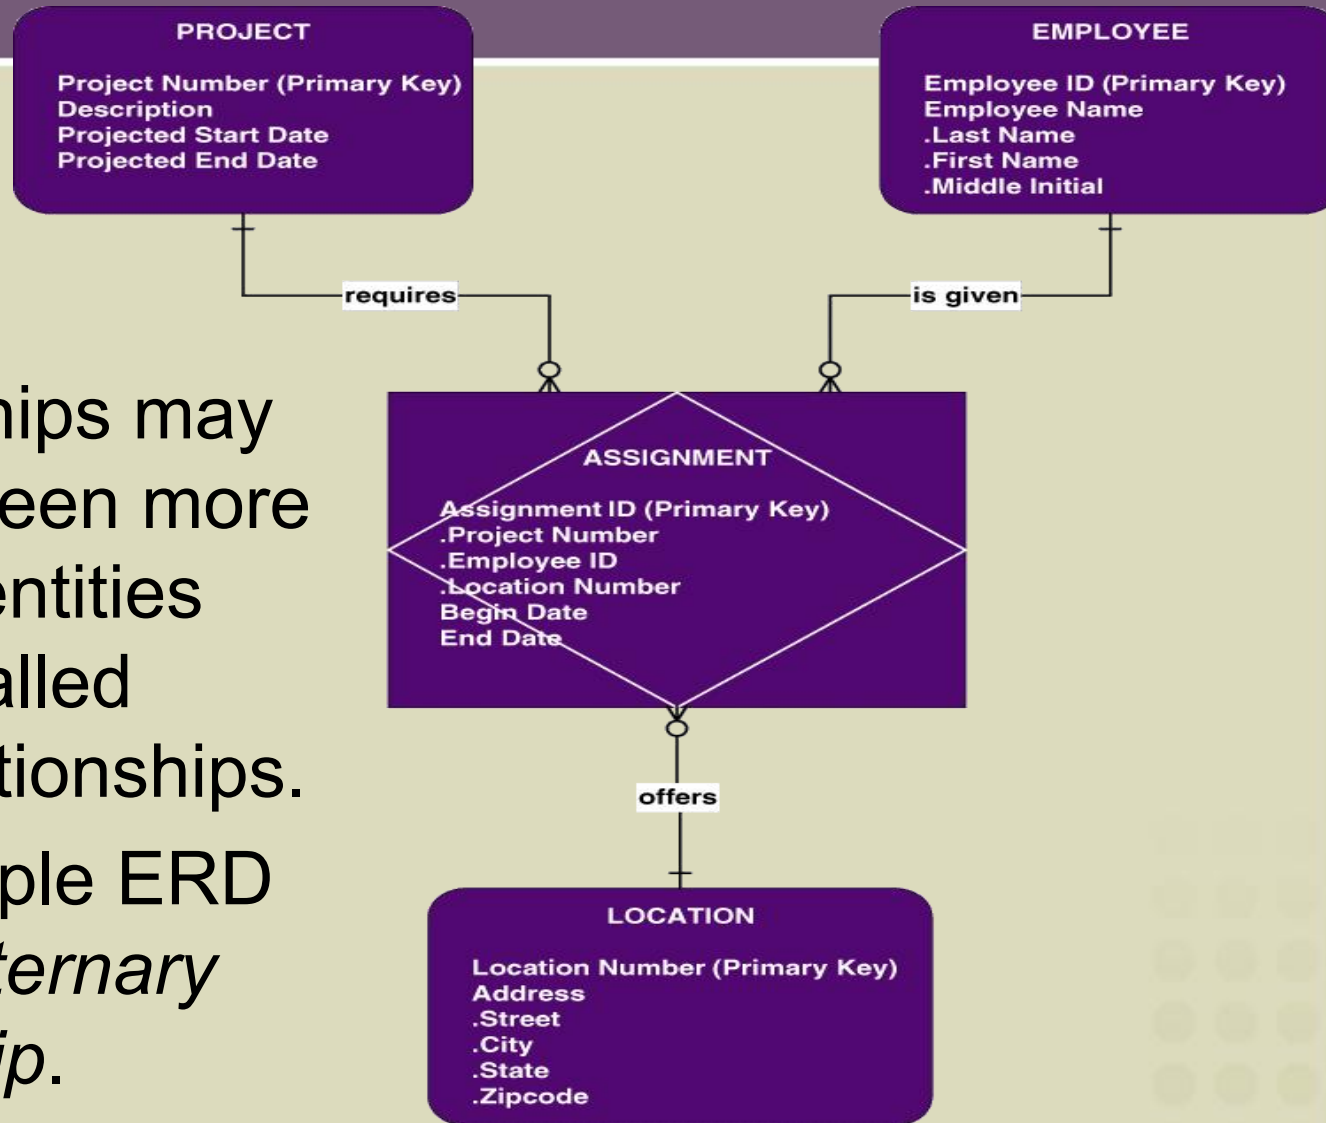 PROJECT
Project Number (Primary Key)
Description
Projected Start Date
Projected End Date
EMPLOYEE
Employee ID (Primary Key)
Employee Name
.Last Name
.First Name
.Middle Initial
requires
is given
hips may
een more
entities
alled
tionships.
ple ERD
ternary
ip.
ASSIGNMENT
Assignment ID (Primary Key)
.Project Number
.Employee ID
.Location Number
Begin Date
End Date
offers
LOCATION
Location Number (Primary Key)
Address
.Street
.City
.State
.Zipcode